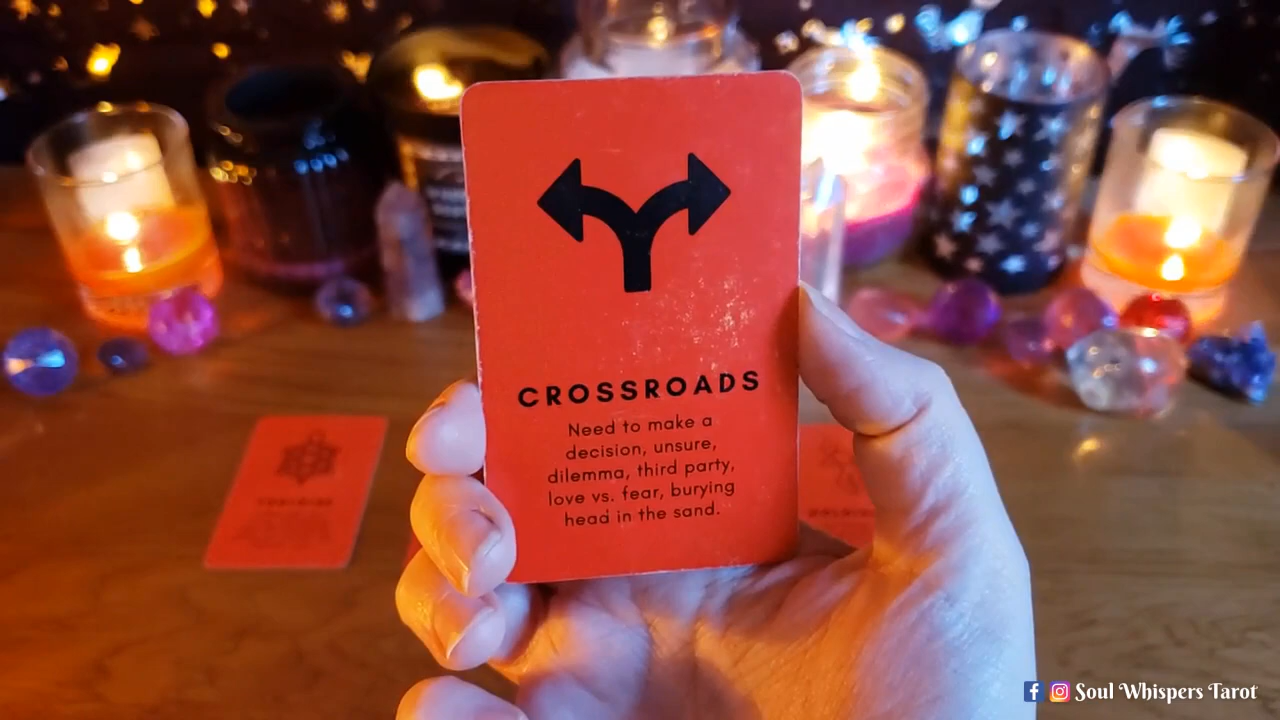 CROSSROADS
Need to make a
decision, unsure,
dilemma, third party,
love vs. fear, burying
head in the sand.
Soul Whispers Tarot